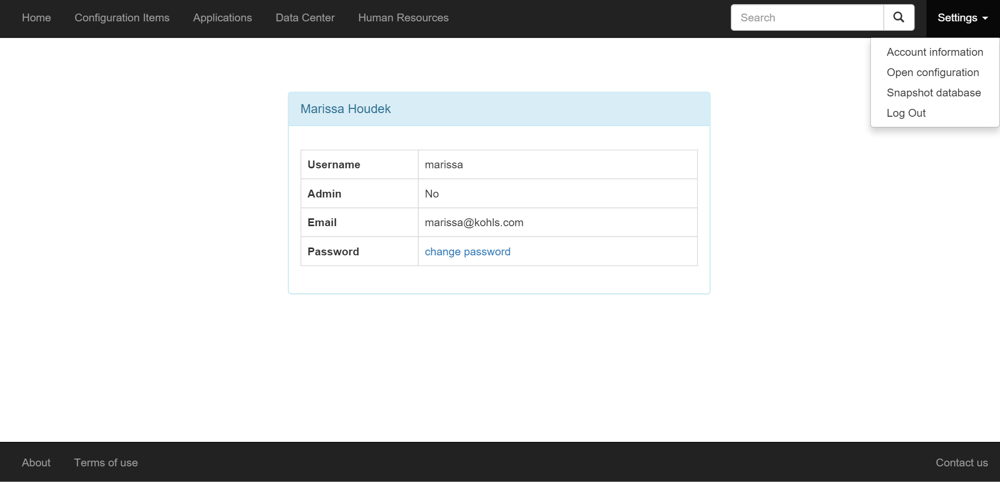 Home Configuration Items Applications Data Center Human Resources Search Settings
Account information
Open configuration
Snapshot database
Log Out
Marissa Houdek
Username marissa
Admin No
Email marissa@kohls.com
Password change password
About Terms of use Contact us